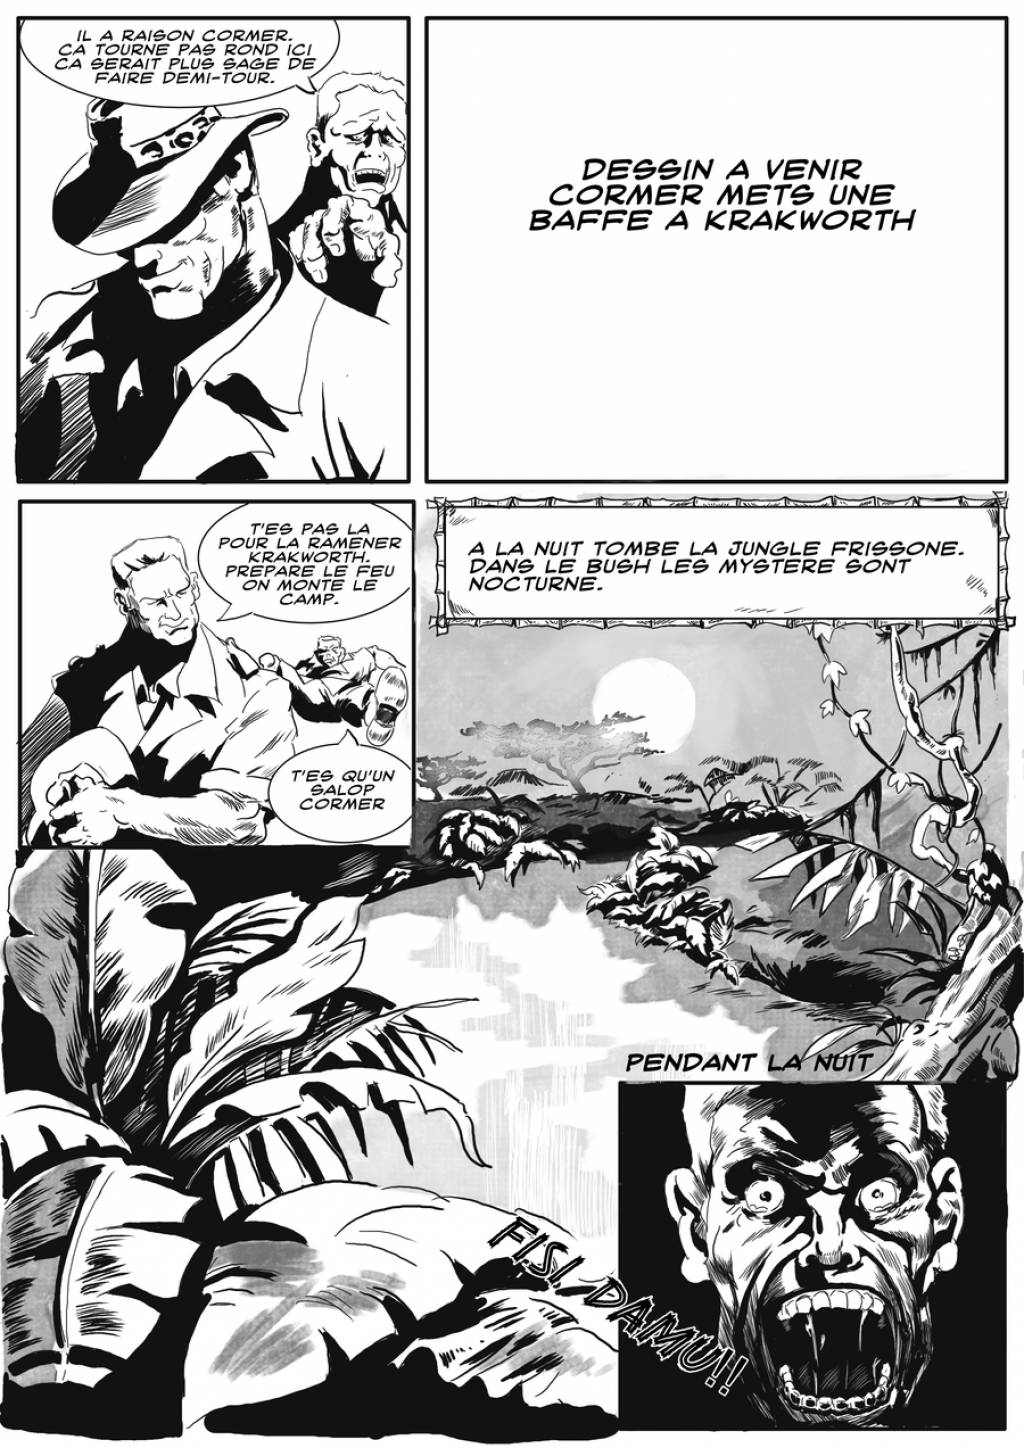 IL A RAISON CORMER.
CA TOURNE PAS ROND ICI
CA SERAIT PLUS SAGE DE
FAIRE DEMI-TOUR.
DESSIN A VENIR
CORMER METS UNE
BAFFE A KRAKWORTH
T'ES PAS LA
POUR LA RAMENER
KRAKWORTH.
PREPARE LE FEU
ON MONTE LE
CAMP.
T'ES QU'UN
SALOP
CORMER
A LA NUIT TOMBE LA JUNGLE FRISSONE.
DANS LE BUSH LES MYSTERE SONT
NOCTURNE.
PENDANT LA NUIT
FISI DAMU!!